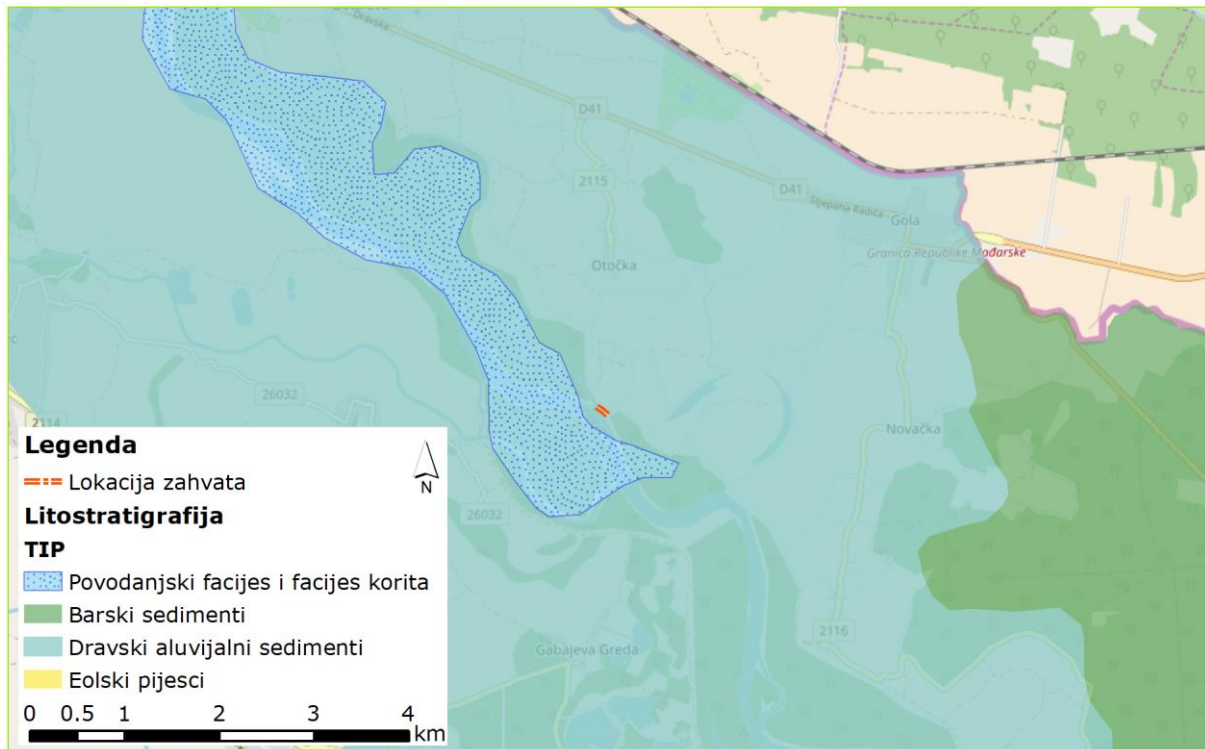 Dravska
D41
2115
D41
Stjepana Radića
Gola
Granica Republike Mađarske
Otočka
26032
2114
Novačka
26032
2116
Gabajeva Greda
Legenda
Lokacija zahvata
N
Litostratigrafija
TIP
Povodanjski facijes i facijes korita
Barski sedimenti
Dravski aluvijalni sedimenti
Eolski pijesci
0 0.5 1 2 3 4
km